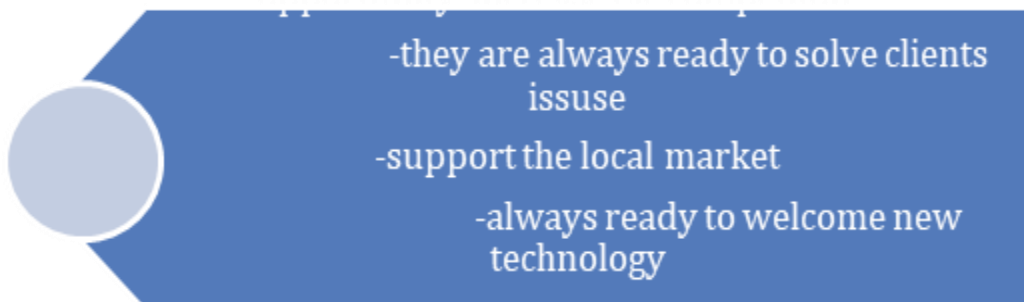 -they are always ready to solve clients
issuse
-support the local market
-always ready to welcome new
technology